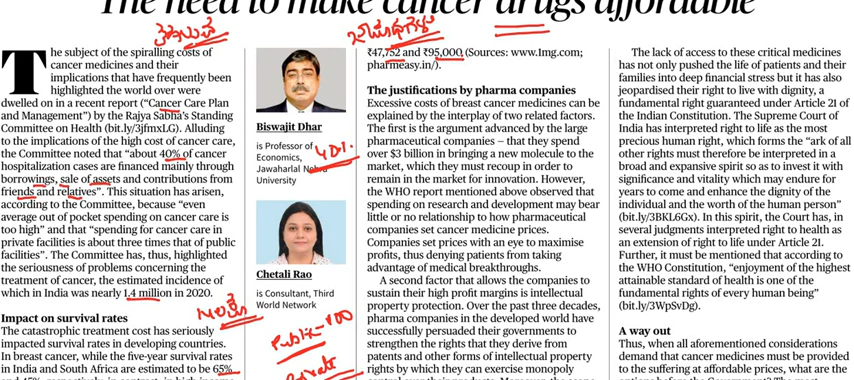 The need to make cancer drugs affordable
The subject of the spiralling costs of
cancer medicines and their
implications that have frequently been
highlighted the world over were
dwelled on in a recent report (“Cancer Care Plan
and Management”) by the Rajya Sabha’s Standing
Committee on Health (bit.ly/3jfmxLG). Alluding
to the implications of the high cost of cancer care,
the Committee noted that “about 40% of cancer
hospitalization cases are financed mainly through
borrowings, sale of assets and contributions from
friends and relatives”. This situation has arisen,
according to the Committee, because “even
average out of pocket spending on cancer care is
too high” and that “spending for cancer care in
private facilities is about three times that of public
facilities”. The Committee has, thus, highlighted
the seriousness of problems concerning the
treatment of cancer, the estimated incidence of
which in India was nearly 1.4 million in 2020.
Impact on survival rates
The catastrophic treatment cost has seriously
impacted survival rates in developing countries.
In breast cancer, while the five-year survival rates
in India and South Africa are estimated to be 65%
Biswajit Dhar
is Professor of
Economics,
Jawaharlal Nehru
University
40%
Chetali Rao
is Consultant, Third
World Network
Public-
Private
₹47,752 and ₹95,000 (Sources: www.1mg.com;
pharmeasy.in/).
The justifications by pharma companies
Excessive costs of breast cancer medicines can be
explained by the interplay of two related factors.
The first is the argument advanced by the large
pharmaceutical companies — that they spend
over $3 billion in bringing a new molecule to the
market, which they must recoup in order to
remain in the market for innovation. However,
the WHO report mentioned above observed that
spending on research and development may bear
little or no relationship to how pharmaceutical
companies set cancer medicine prices.
Companies set prices with an eye to maximise
profits, thus denying patients from taking
advantage of medical breakthroughs.
A second factor that allows the companies to
sustain their high profit margins is intellectual
property protection. Over the past three decades,
pharma companies in the developed world have
successfully persuaded their governments to
strengthen the rights that they derive from
patents and other forms of intellectual property
rights by which they can exercise monopoly
The lack of access to these critical medicines
has not only pushed the life of patients and their
families into deep financial stress but it has also
jeopardised their right to live with dignity, a
fundamental right guaranteed under Article 21 of
the Indian Constitution. The Supreme Court of
India has interpreted right to life as the most
precious human right, which forms the “ark of all
other rights must therefore be interpreted in a
broad and expansive spirit so as to invest it with
significance and vitality which may endure for
years to come and enhance the dignity of the
individual and the worth of the human person”
(bit.ly/3BKL6Gx). In this spirit, the Court has, in
several judgments interpreted right to health as
an extension of right to life under Article 21.
Further, it must be mentioned that according to
the WHO Constitution, “enjoyment of the highest
attainable standard of health is one of the
fundamental rights of every human being”
(bit.ly/3WpSvDg).
A way out
Thus, when all aforementioned considerations
demand that cancer medicines must be provided
to the suffering at affordable prices, what are the